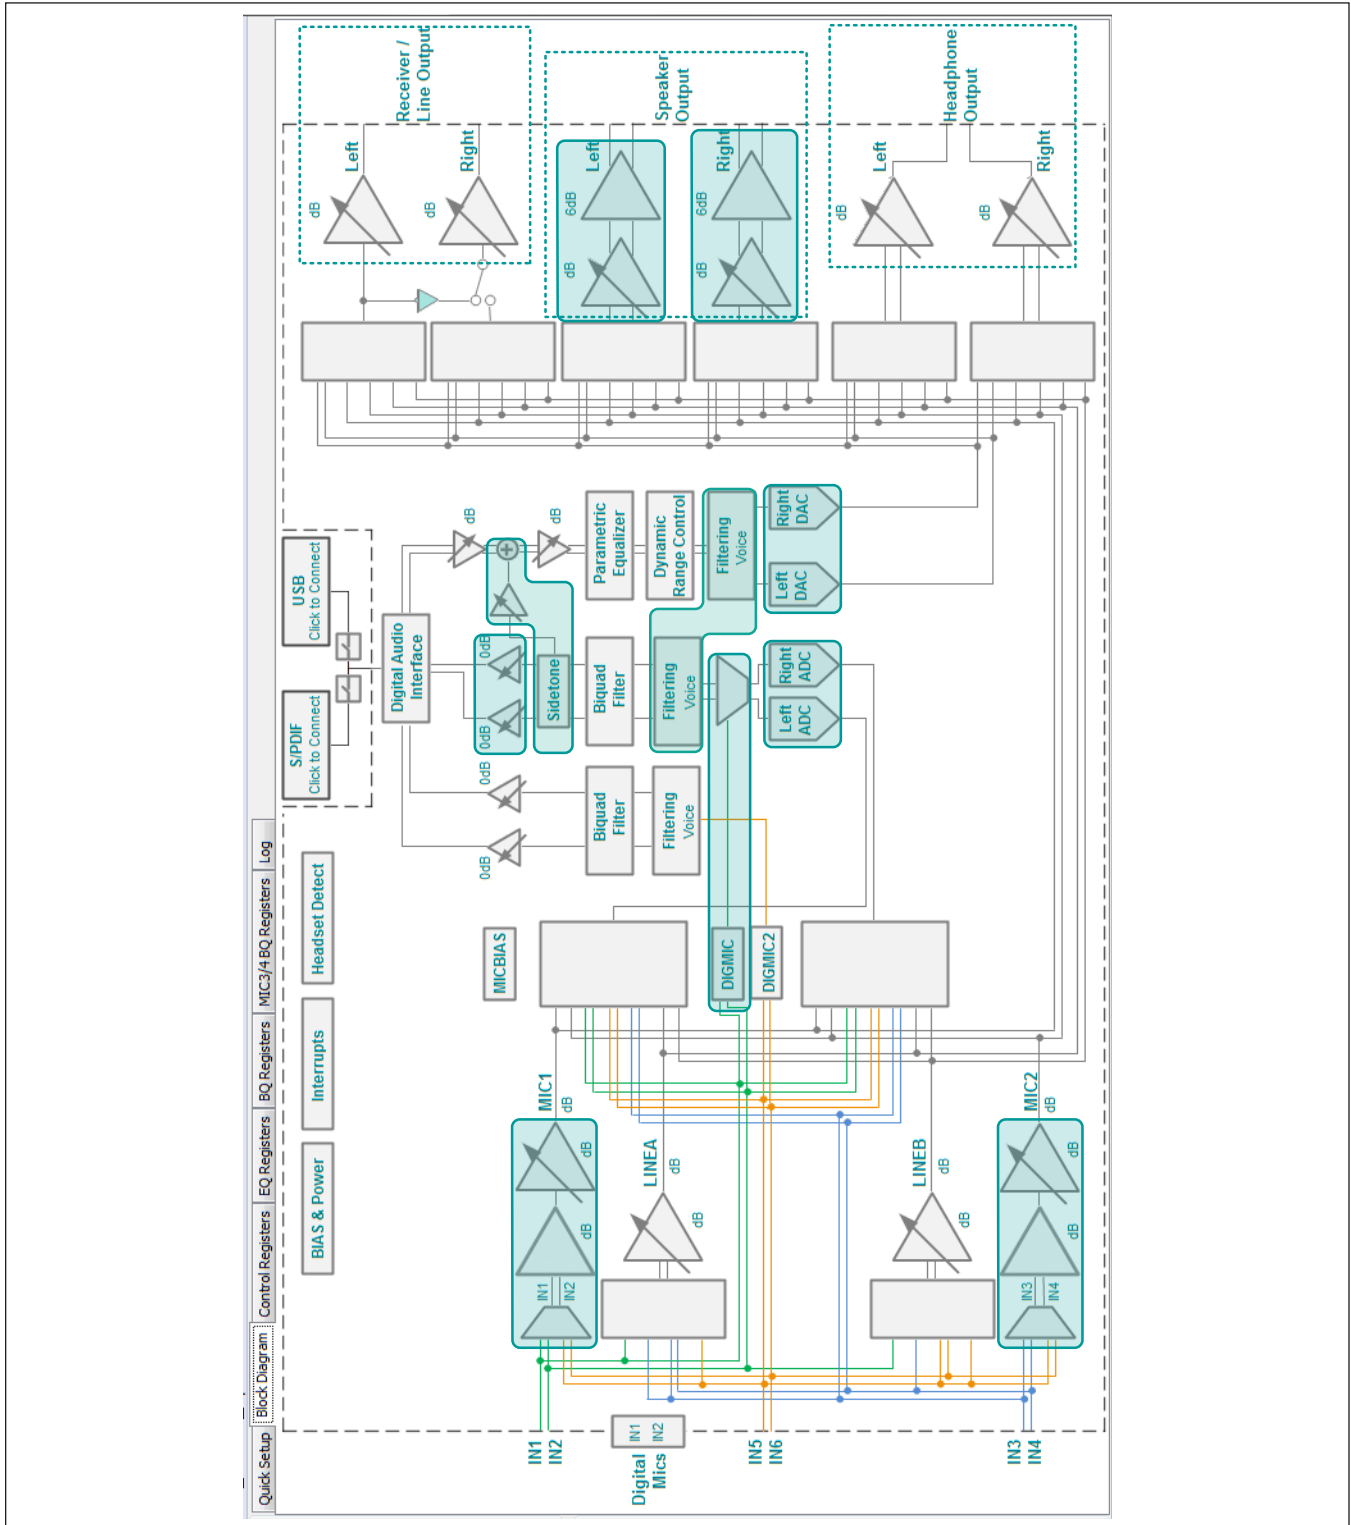 Quick Setup
Block Diagram
Control Registers
EQ Registers
BQ Registers
MIC3/4 BQ Registers
Log
BIAS & Power
Interrupts
Headset Detect
S/PDIF
Click to Connect
USB
Click to Connect
Receiver /
Line Output
Left
dB
Right
dB
Speaker
Output
Left
6dB
dB
Right
6dB
dB
Headphone
Output
Left
dB
Right
dB
Digital Audio
Interface
dB
dB
0dB
0dB
0dB
0dB
Sidetone
Parametric
Equalizer
Dynamic
Range Control
Filtering
Voice
Right
DAC
Left
DAC
Biquad
Filter
Filtering
Voice
Right
ADC
Left
ADC
Biquad
Filter
Filtering
Voice
MICBIAS
DIGMIC
DIGMIC2
MIC1
dB
dB
dB
IN1
IN2
LINEA
dB
dB
LINEB
dB
dB
MIC2
dB
dB
dB
IN3
IN4
IN1
IN2
Digital
Mics
IN1
IN2
IN5
IN6
IN3
IN4